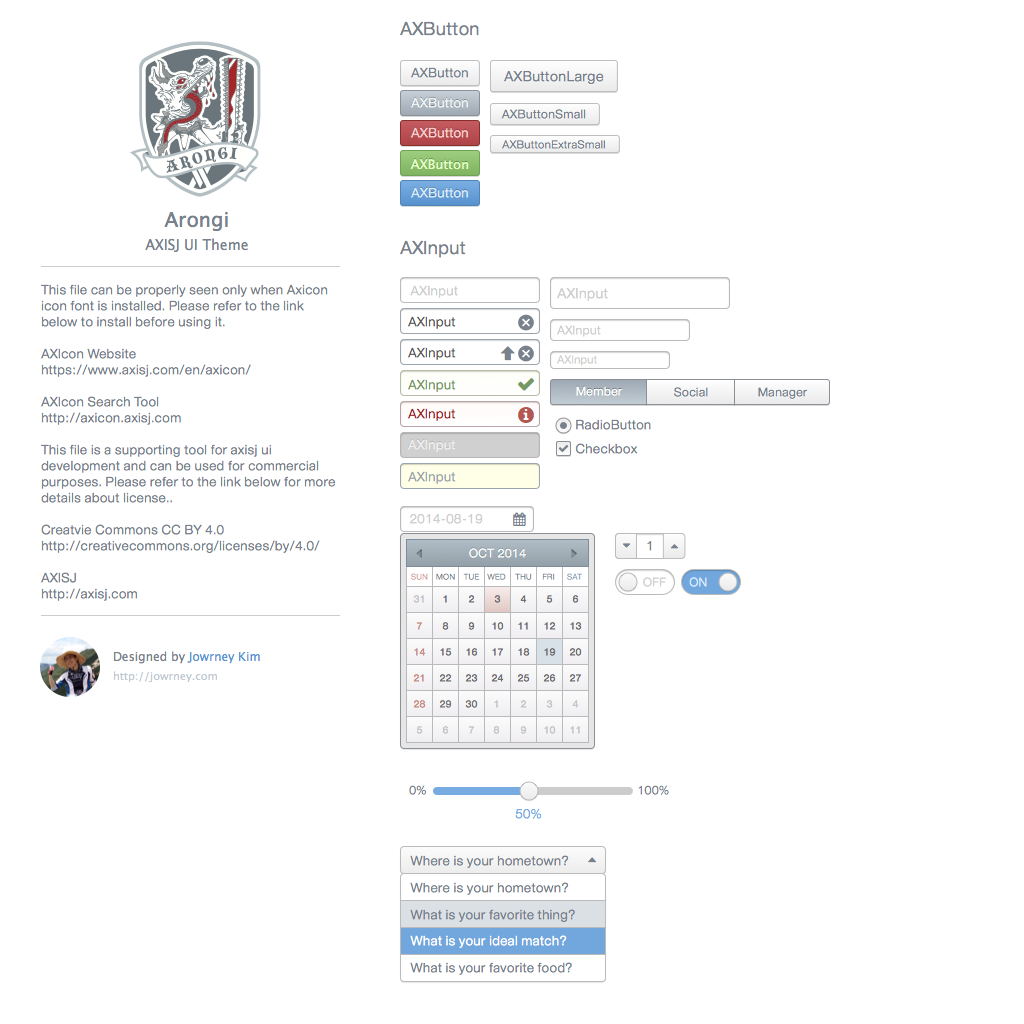 ARONGI
Arongi
AXISJ UI Theme
This file can be properly seen only when Axicon
icon font is installed. Please refer to the link
below to install before using it.
AXIcon Website
https://www.axisj.com/en/axicon/
AXIcon Search Tool
http://axicon.axisj.com
This file is a supporting tool for axisj ui
development and can be used for commercial
purposes. Please refer to the link below for more
details about license..
Creatvie Commons CC BY 4.0
http://creativecommons.org/licenses/by/4.0/
AXISJ
http://axisj.com
Designed by Jowrney Kim
http://jowrney.com
AXButton
AXButton
AXButton
AXButton
AXButton
AXButton
AXButtonLarge
AXButtonSmall
AXButtonExtraSmall
AXInput
AXInput
AXInput
AXInput
AXInput
AXInput
AXInput
AXInput
AXInput
AXInput
AXInput
Member Social Manager
RadioButton
Checkbox
2014-08-19
OCT 2014
SUN MON TUE WED THU FRI SAT
31 1 2 3 4 5 6
7 8 9 10 11 12 13
14 15 16 17 18 19 20
21 22 23 24 25 26 27
28 29 30 1 2 3 4
5 6 7 8 9 10 11
1
OFF ON
0% 100%
50%
Where is your hometown?
Where is your hometown?
What is your favorite thing?
What is your ideal match?
What is your favorite food?